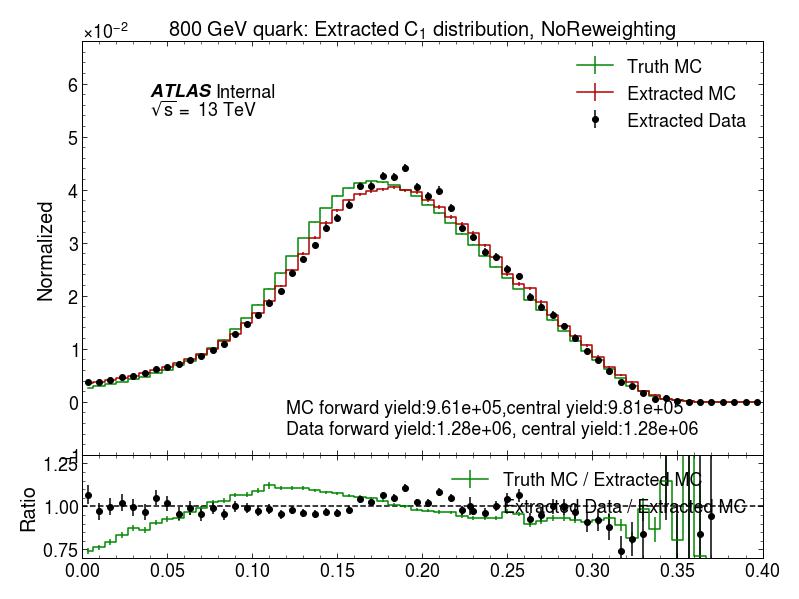 ×10⁻² 800 GeV quark: Extracted C₁ distribution, NoReweighting
ATLAS Internal
√s = 13 TeV
Truth MC
Extracted MC
Extracted Data
Normalized
6
5
4
3
2
1
0
MC forward yield:9.61e+05,central yield:9.81e+05
Data forward yield:1.28e+06, central yield:1.28e+06
Truth MC / Extracted MC
Extracted Data / Extracted MC
Ratio
1.25
1.00
0.75
0.00 0.05 0.10 0.15 0.20 0.25 0.30 0.35 0.40